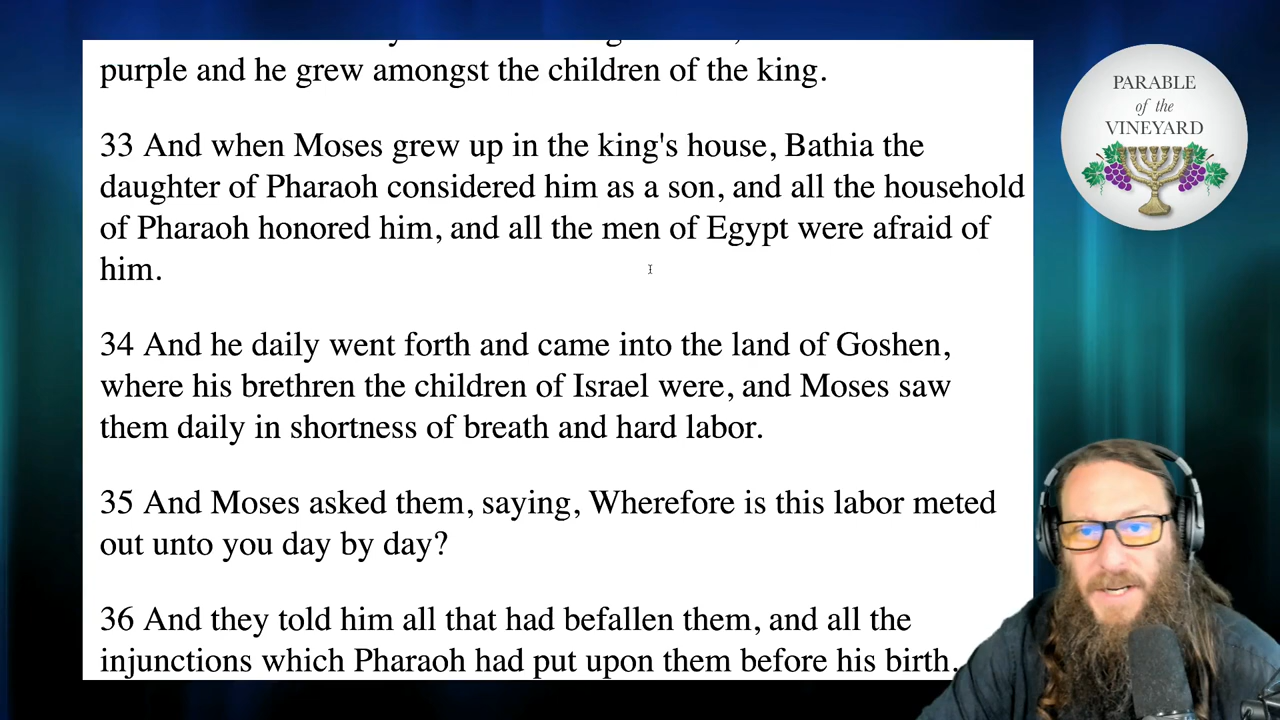 purple and he grew amongst the children of the king.
33 And when Moses grew up in the king's house, Bathia the
daughter of Pharaoh considered him as a son, and all the household
of Pharaoh honored him, and all the men of Egypt were afraid of
him.
34 And he daily went forth and came into the land of Goshen,
where his brethren the children of Israel were, and Moses saw
them daily in shortness of breath and hard labor.
35 And Moses asked them, saying, Wherefore is this labor meted
out unto you day by day?
36 And they told him all that had befallen them, and all the
injunctions which Pharaoh had put upon them before his birth.
PARABLE
of the
VINEYARD